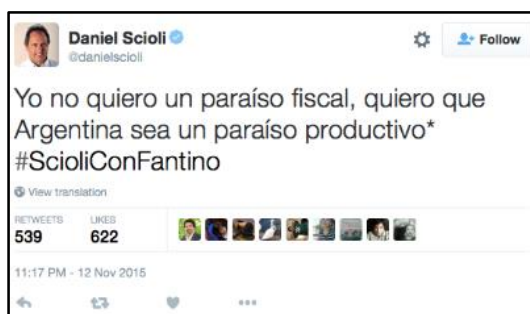 Daniel Scioli
@danielscioli
Follow
Yo no quiero un paraíso fiscal, quiero que
Argentina sea un paraíso productivo*
#ScioliConFantino
View translation
RETWEETS LIKES
539 622
11:17 PM - 12 Nov 2015